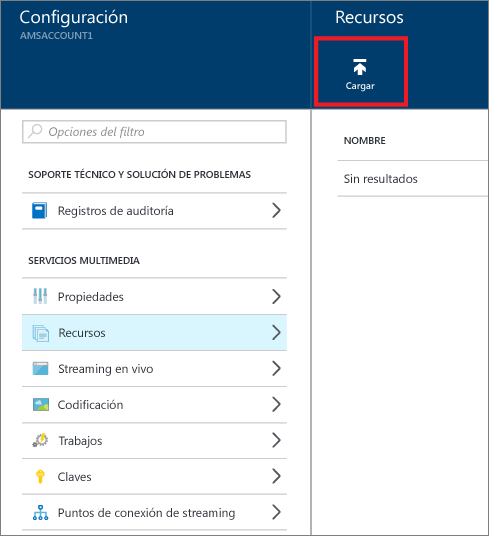 Configuración
AMSACCOUNT1
Opciones del filtro
SOPORTE TÉCNICO Y SOLUCIÓN DE PROBLEMAS
Registros de auditoría
SERVICIOS MULTIMEDIA
Propiedades
Recursos
Streaming en vivo
Codificación
Trabajos
Claves
Puntos de conexión de streaming
Recursos
Cargar
NOMBRE
Sin resultados